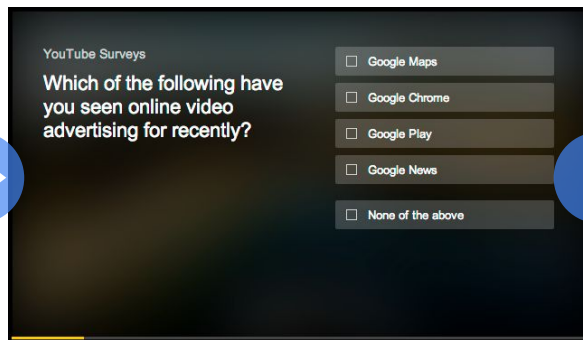 YouTube Surveys
Which of the following have
you seen online video
advertising for recently?
Google Maps
Google Chrome
Google Play
Google News
None of the above